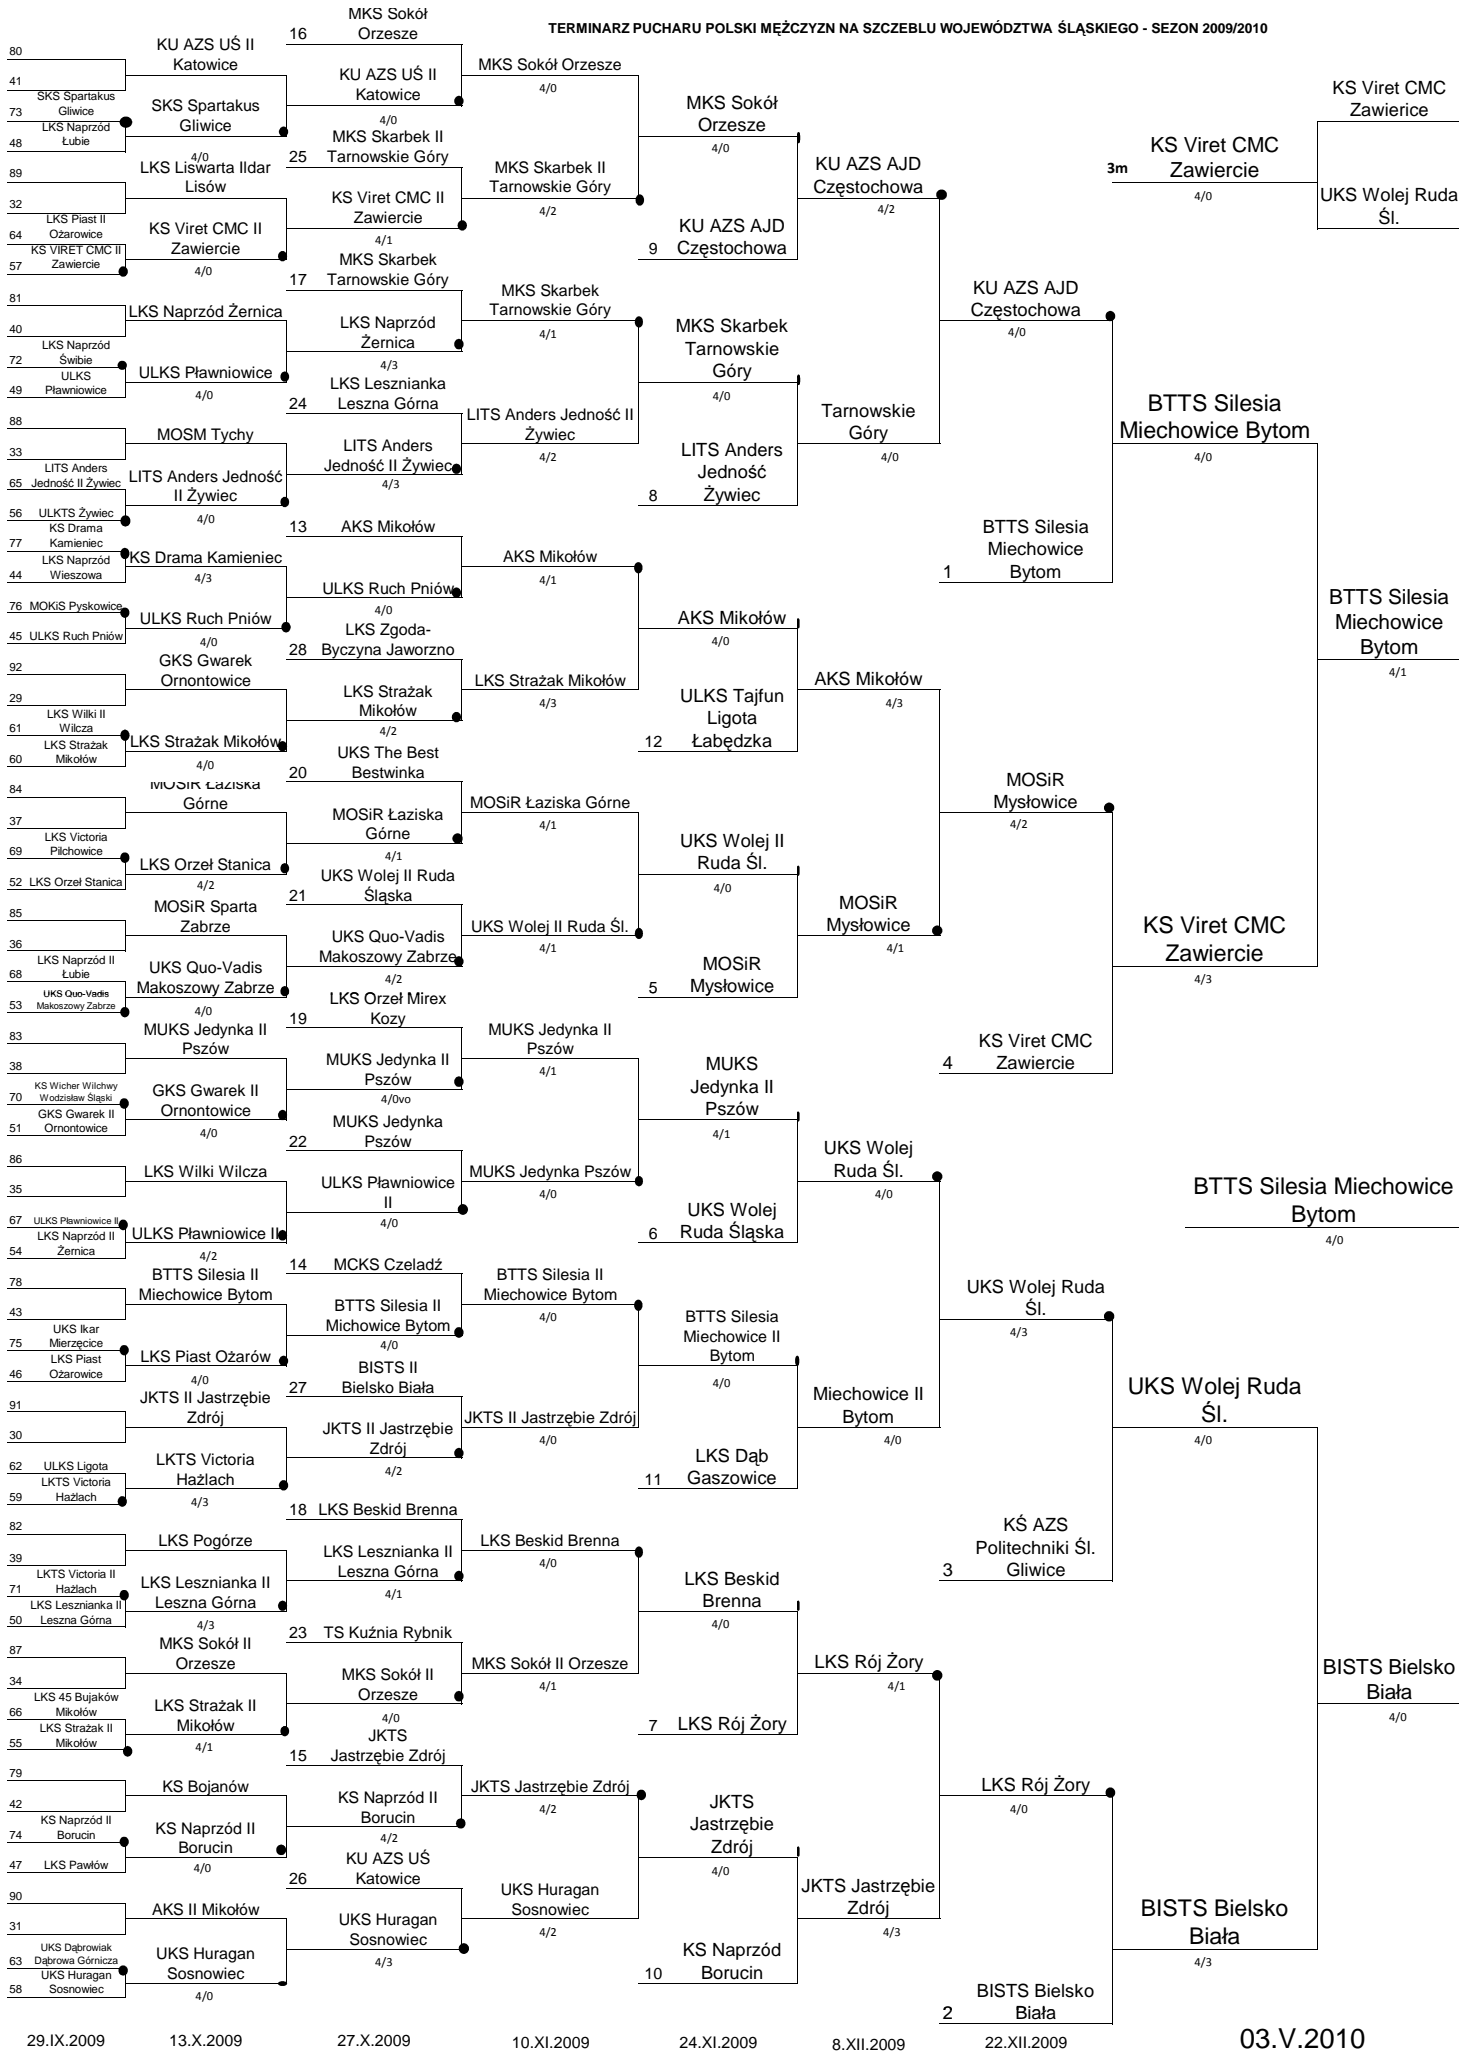 TERMINARZ PUCHARU POLSKI MĘŻCZYZN NA SZCZEBLU WOJEWÓDZTWA ŚLĄSKIEGO - SEZON 2009/2010
80
41
SKS Spartakus
Gliwice
73
LKS Naprzód
Łubie
48
89
32
LKS Piast II
Ożarowice
64
KS VIRET CMC II
Zawiercie
57
81
40
LKS Naprzód
Świbie
72
ULKS
Pławniowice
49
88
33
LITS Anders
Jedność II Żywiec
65
56 ULKTS Żywiec
KS Drama
Kamieniec
77
LKS Naprzód
Wieszowa
44
76 MOKiS Pyskowice
45 ULKS Ruch Pniów
92
29
LKS Wilki II
Wilcza
61
LKS Strażak
Mikołów
60
84
37
LKS Victoria
Pilchowice
69
52 LKS Orzeł Stanica
85
36
LKS Naprzód II
Łubie
68
UKS Quo-Vadis
Makoszowy Zabrze
53
83
38
KS Wicher Wilchwy
Wodzisław Śląski
70
GKS Gwarek II
Ornontowice
51
86
35
67 ULKS Pławniowice II
LKS Naprzód II
Żernica
54
78
43
UKS Ikar
Mierzęcice
75
LKS Piast
Ożarowice
46
91
30
62 ULKS Ligota
LKTS Victoria
Hażlach
59
82
39
LKTS Victoria II
Hażlach
71
LKS Lesznianka II
Leszna Górna
50
87
34
LKS 45 Bujaków
Mikołów
66
LKS Strażak II
Mikołów
55
79
42
KS Naprzód II
Borucin
74
47 LKS Pawłów
90
31
UKS Dąbrowiak
Dąbrowa Górnicza
63
UKS Huragan
Sosnowiec
58
29.IX.2009
KU AZS UŚ II
Katowice
SKS Spartakus
Gliwice
4/0
LKS Liswarta Ildar
Lisów
KS Viret CMC II
Zawiercie
4/0
LKS Naprzód Żernica
ULKS Pławniowice
4/0
MOSM Tychy
LITS Anders Jedność
II Żywiec
4/0
KS Drama Kamieniec
4/3
ULKS Ruch Pniów
4/0
GKS Gwarek
Ornontowice
LKS Strażak Mikołów
4/0
MOSiR Łaziska
Górne
LKS Orzeł Stanica
4/2
MOSiR Sparta
Zabrze
UKS Quo-Vadis
Makoszowy Zabrze
4/0
MUKS Jedynka II
Pszów
GKS Gwarek II
Ornontowice
4/0
LKS Wilki Wilcza
ULKS Pławniowice II
4/2
BTTS Silesia II
Miechowice Bytom
LKS Piast Ożarów
4/0
JKTS II Jastrzębie
Zdrój
LKTS Victoria
Hażlach
4/3
LKS Pogórze
LKS Lesznianka II
Leszna Górna
4/3
MKS Sokół II
Orzesze
LKS Strażak II
Mikołów
4/1
KS Bojanów
KS Naprzód II
Borucin
4/0
AKS II Mikołów
UKS Huragan
Sosnowiec
4/0
13.X.2009
MKS Sokół
Orzesze
16
KU AZS UŚ II
Katowice
4/0
MKS Skarbek II
Tarnowskie Góry
25
KS Viret CMC II
Zawiercie
4/1
MKS Skarbek
Tarnowskie Góry
17
LKS Naprzód
Żernica
4/3
LKS Lesznianka
Leszna Górna
24
LITS Anders
Jedność II Żywiec
4/3
13 AKS Mikołów
ULKS Ruch Pniów
4/0
LKS Zgoda-
Byczyna Jaworzno
28
LKS Strażak
Mikołów
4/2
UKS The Best
Bestwinka
20
MOSiR Łaziska
Górne
4/1
UKS Wolej II Ruda
Śląska
21
UKS Quo-Vadis
Makoszowy Zabrze
4/2
LKS Orzeł Mirex
Kozy
19
MUKS Jedynka II
Pszów
4/0vo
MUKS Jedynka
Pszów
22
ULKS Pławniowice
II
4/0
14 MCKS Czeladź
BTTS Silesia II
Michowice Bytom
4/0
BISTS II
Bielsko Biała
27
JKTS II Jastrzębie
Zdrój
4/2
18 LKS Beskid Brenna
LKS Lesznianka II
Leszna Górna
4/1
23 TS Kuźnia Rybnik
MKS Sokół II
Orzesze
4/0
JKTS
Jastrzębie Zdrój
15
KS Naprzód II
Borucin
4/2
KU AZS UŚ
Katowice
26
UKS Huragan
Sosnowiec
4/3
27.X.2009
MKS Sokół Orzesze
4/0
MKS Skarbek II
Tarnowskie Góry
4/2
MKS Skarbek
Tarnowskie Góry
4/1
LITS Anders Jedność II
Żywiec
4/2
AKS Mikołów
4/1
LKS Strażak Mikołów
4/3
MOSiR Łaziska Górne
4/1
UKS Wolej II Ruda Śl.
4/1
MUKS Jedynka II
Pszów
4/1
MUKS Jedynka Pszów
4/0
BTTS Silesia II
Miechowice Bytom
4/0
JKTS II Jastrzębie Zdrój
4/0
LKS Beskid Brenna
4/0
MKS Sokół II Orzesze
4/1
JKTS Jastrzębie Zdrój
4/2
UKS Huragan
Sosnowiec
4/2
10.XI.2009
MKS Sokół
Orzesze
4/0
KU AZS AJD
Częstochowa
9
MKS Skarbek
Tarnowskie
Góry
4/0
LITS Anders
Jedność
Żywiec
8
AKS Mikołów
4/0
ULKS Tajfun
Ligota
Łabędzka
12
UKS Wolej II
Ruda Śl.
4/0
MOSiR
Mysłowice
5
MUKS
Jedynka II
Pszów
4/1
UKS Wolej
Ruda Śląska
6
BTTS Silesia
Miechowice II
Bytom
4/0
LKS Dąb
Gaszowice
11
LKS Beskid
Brenna
4/0
7 LKS Rój Żory
JKTS
Jastrzębie
Zdrój
4/0
KS Naprzód
Borucin
10
24.XI.2009
KU AZS AJD
Częstochowa
4/2
Tarnowskie
Góry
4/0
AKS Mikołów
4/3
MOSiR
Mysłowice
4/1
UKS Wolej
Ruda Śl.
4/0
Miechowice II
Bytom
4/0
LKS Rój Żory
4/1
JKTS Jastrzębie
Zdrój
4/3
8.XII.2009
KU AZS AJD
Częstochowa
4/0
BTTS Silesia
Miechowice
Bytom
1
MOSiR
Mysłowice
4/2
KS Viret CMC
Zawiercie
4
UKS Wolej Ruda
Śl.
4/3
KŚ AZS
Politechniki Śl.
Gliwice
3
LKS Rój Żory
4/0
BISTS Bielsko
Biała
2
22.XII.2009
3m
KS Viret CMC
Zawiercie
4/0
BTTS Silesia
Miechowice Bytom
4/0
KS Viret CMC
Zawiercie
4/3
UKS Wolej Ruda
Śl.
4/0
BISTS Bielsko
Biała
4/3
KS Viret CMC
Zawierice
UKS Wolej Ruda
Śl.
BTTS Silesia
Miechowice
Bytom
4/1
BTTS Silesia Miechowice
Bytom
4/0
BISTS Bielsko
Biała
4/0
03.V.2010